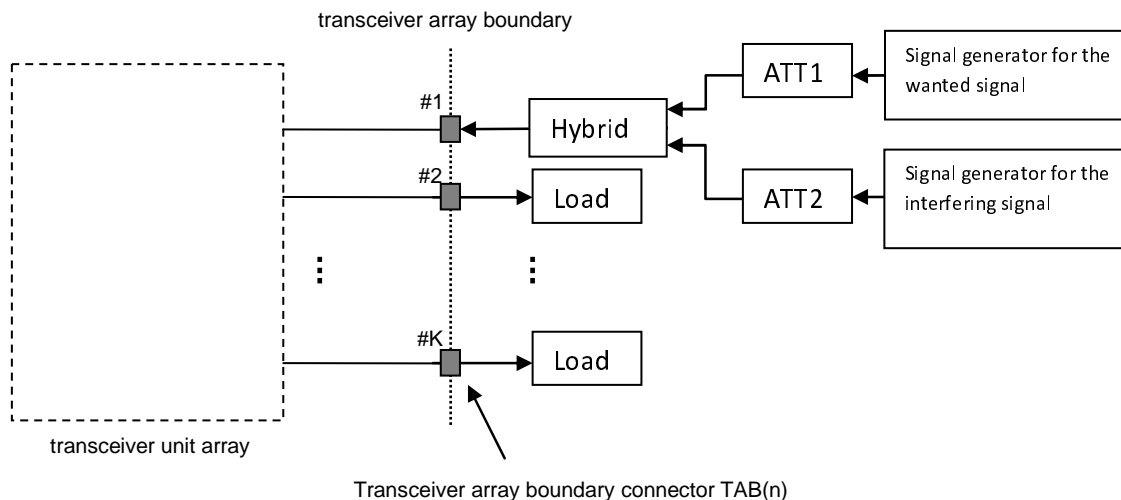 transceiver array boundary
#1
Hybrid
ATT1
Signal generator for the
wanted signal
#2
Load
ATT2
Signal generator for the
interfering signal
#K
Load
transceiver unit array
Transceiver array boundary connector TAB(n)